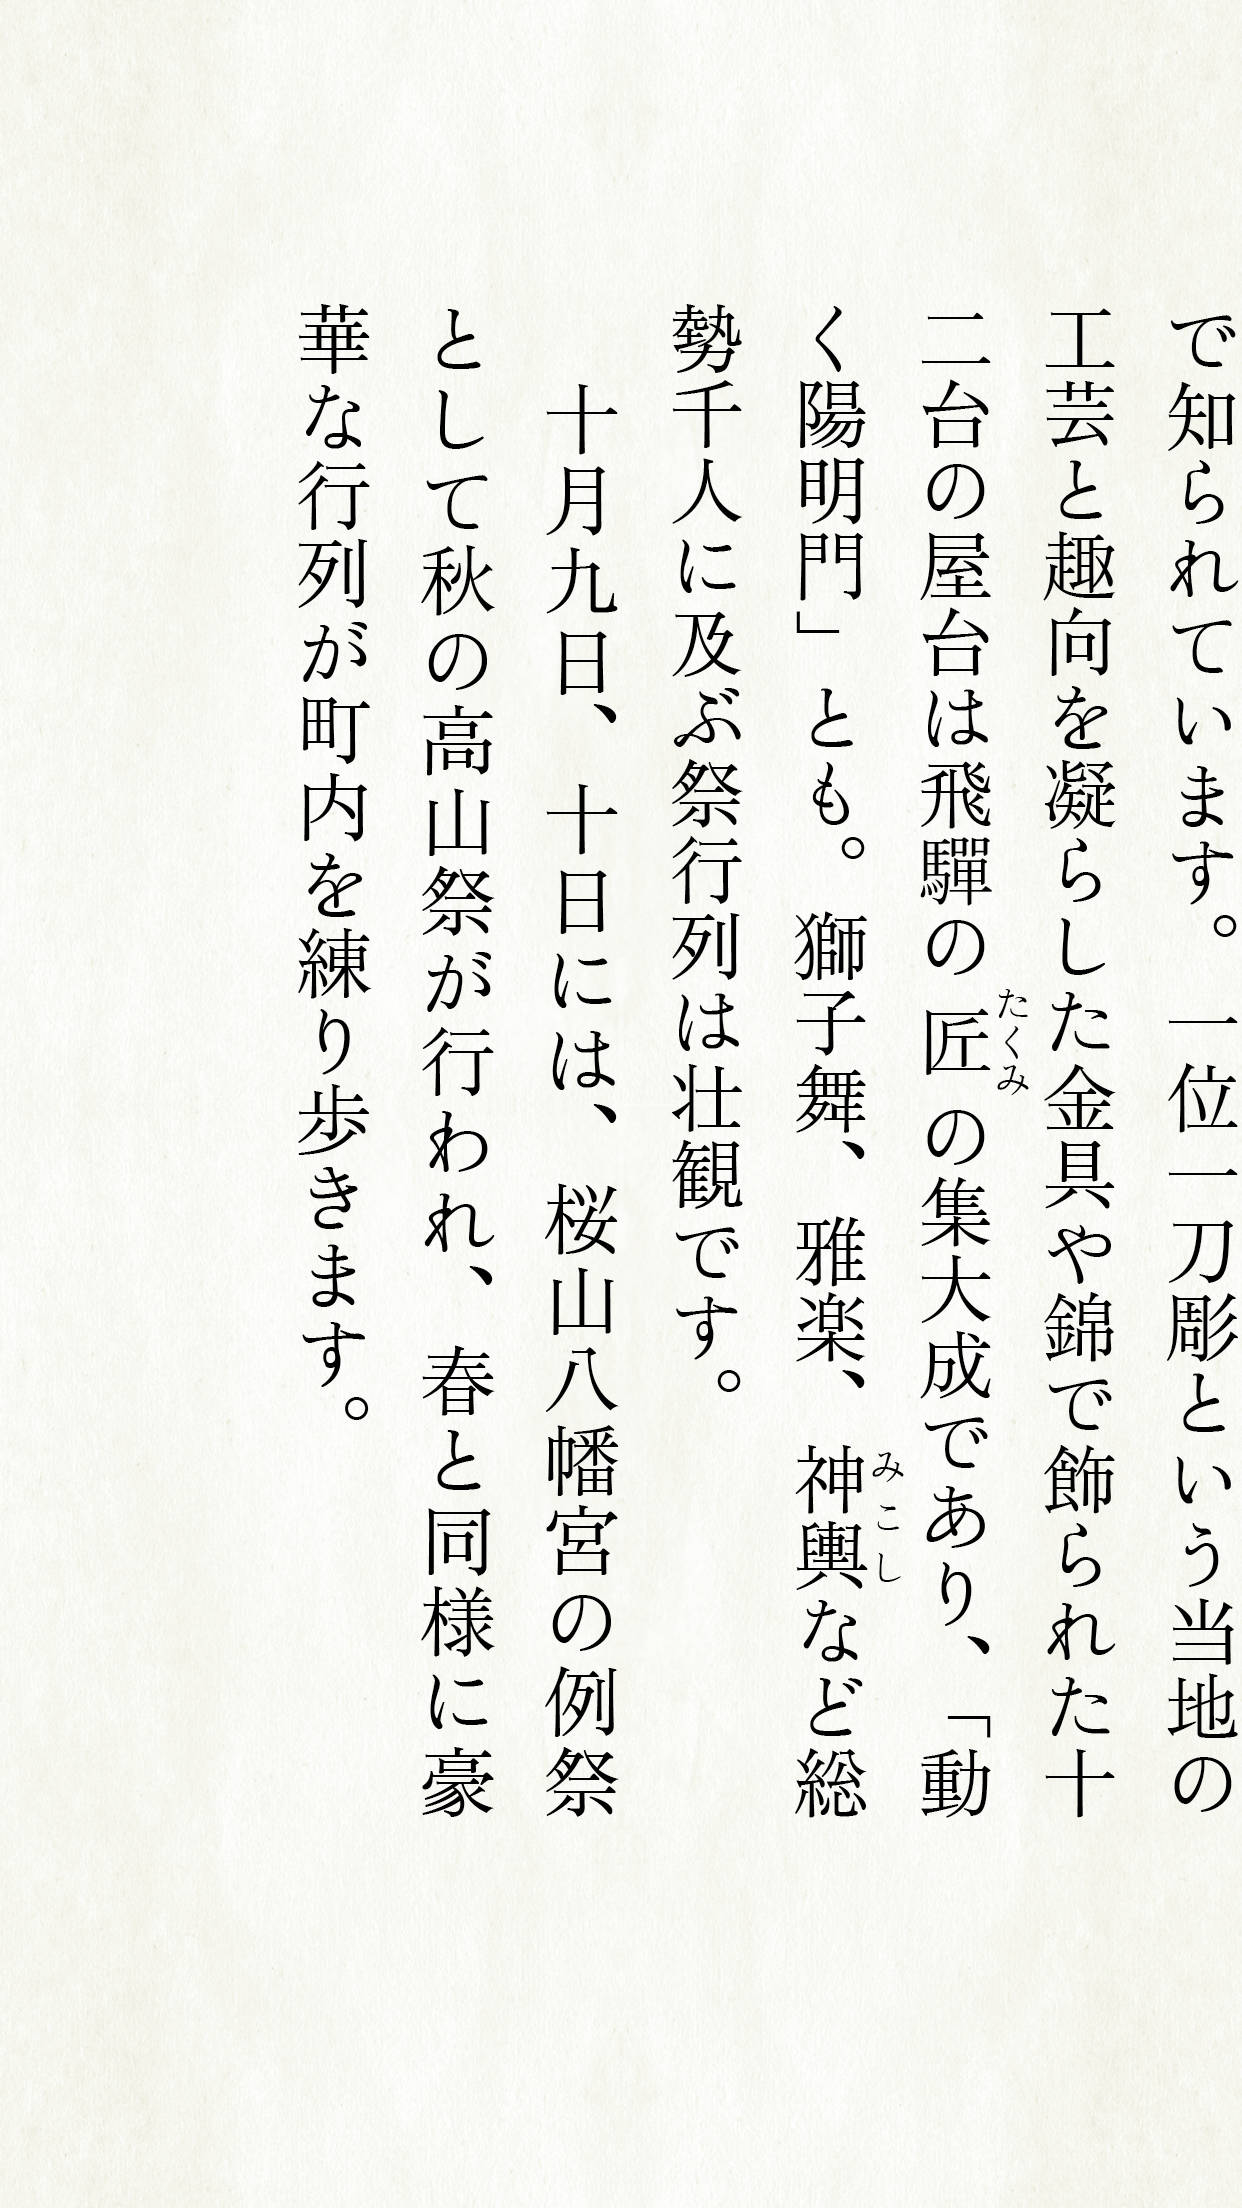 で知られています。一位一刀彫という当地の
工芸と趣向を凝らした金具や錦で飾られた十
二台の屋台は飛驒の匠の集大成であり、「動
たくみ
く陽明門」とも。獅子舞、雅楽、神輿など総
みこし
勢千人に及ぶ祭行列は壮観です。
十月九日、十日には、桜山八幡宮の例祭
として秋の高山祭が行われ、春と同様に豪
華な行列が町内を練り歩きます。